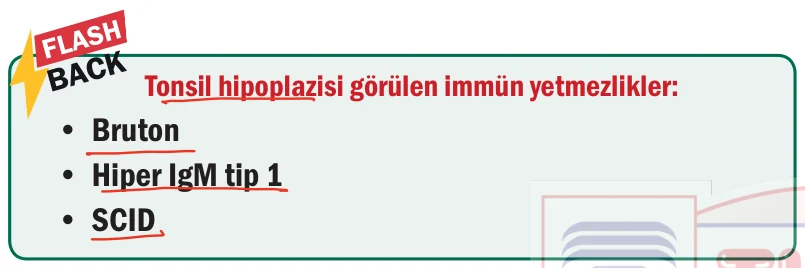 FLASH
BACK
Tonsil hipoplazisi görülen immün yetmezlikler:
• Bruton
• Hiper IgM tip 1
• SCID